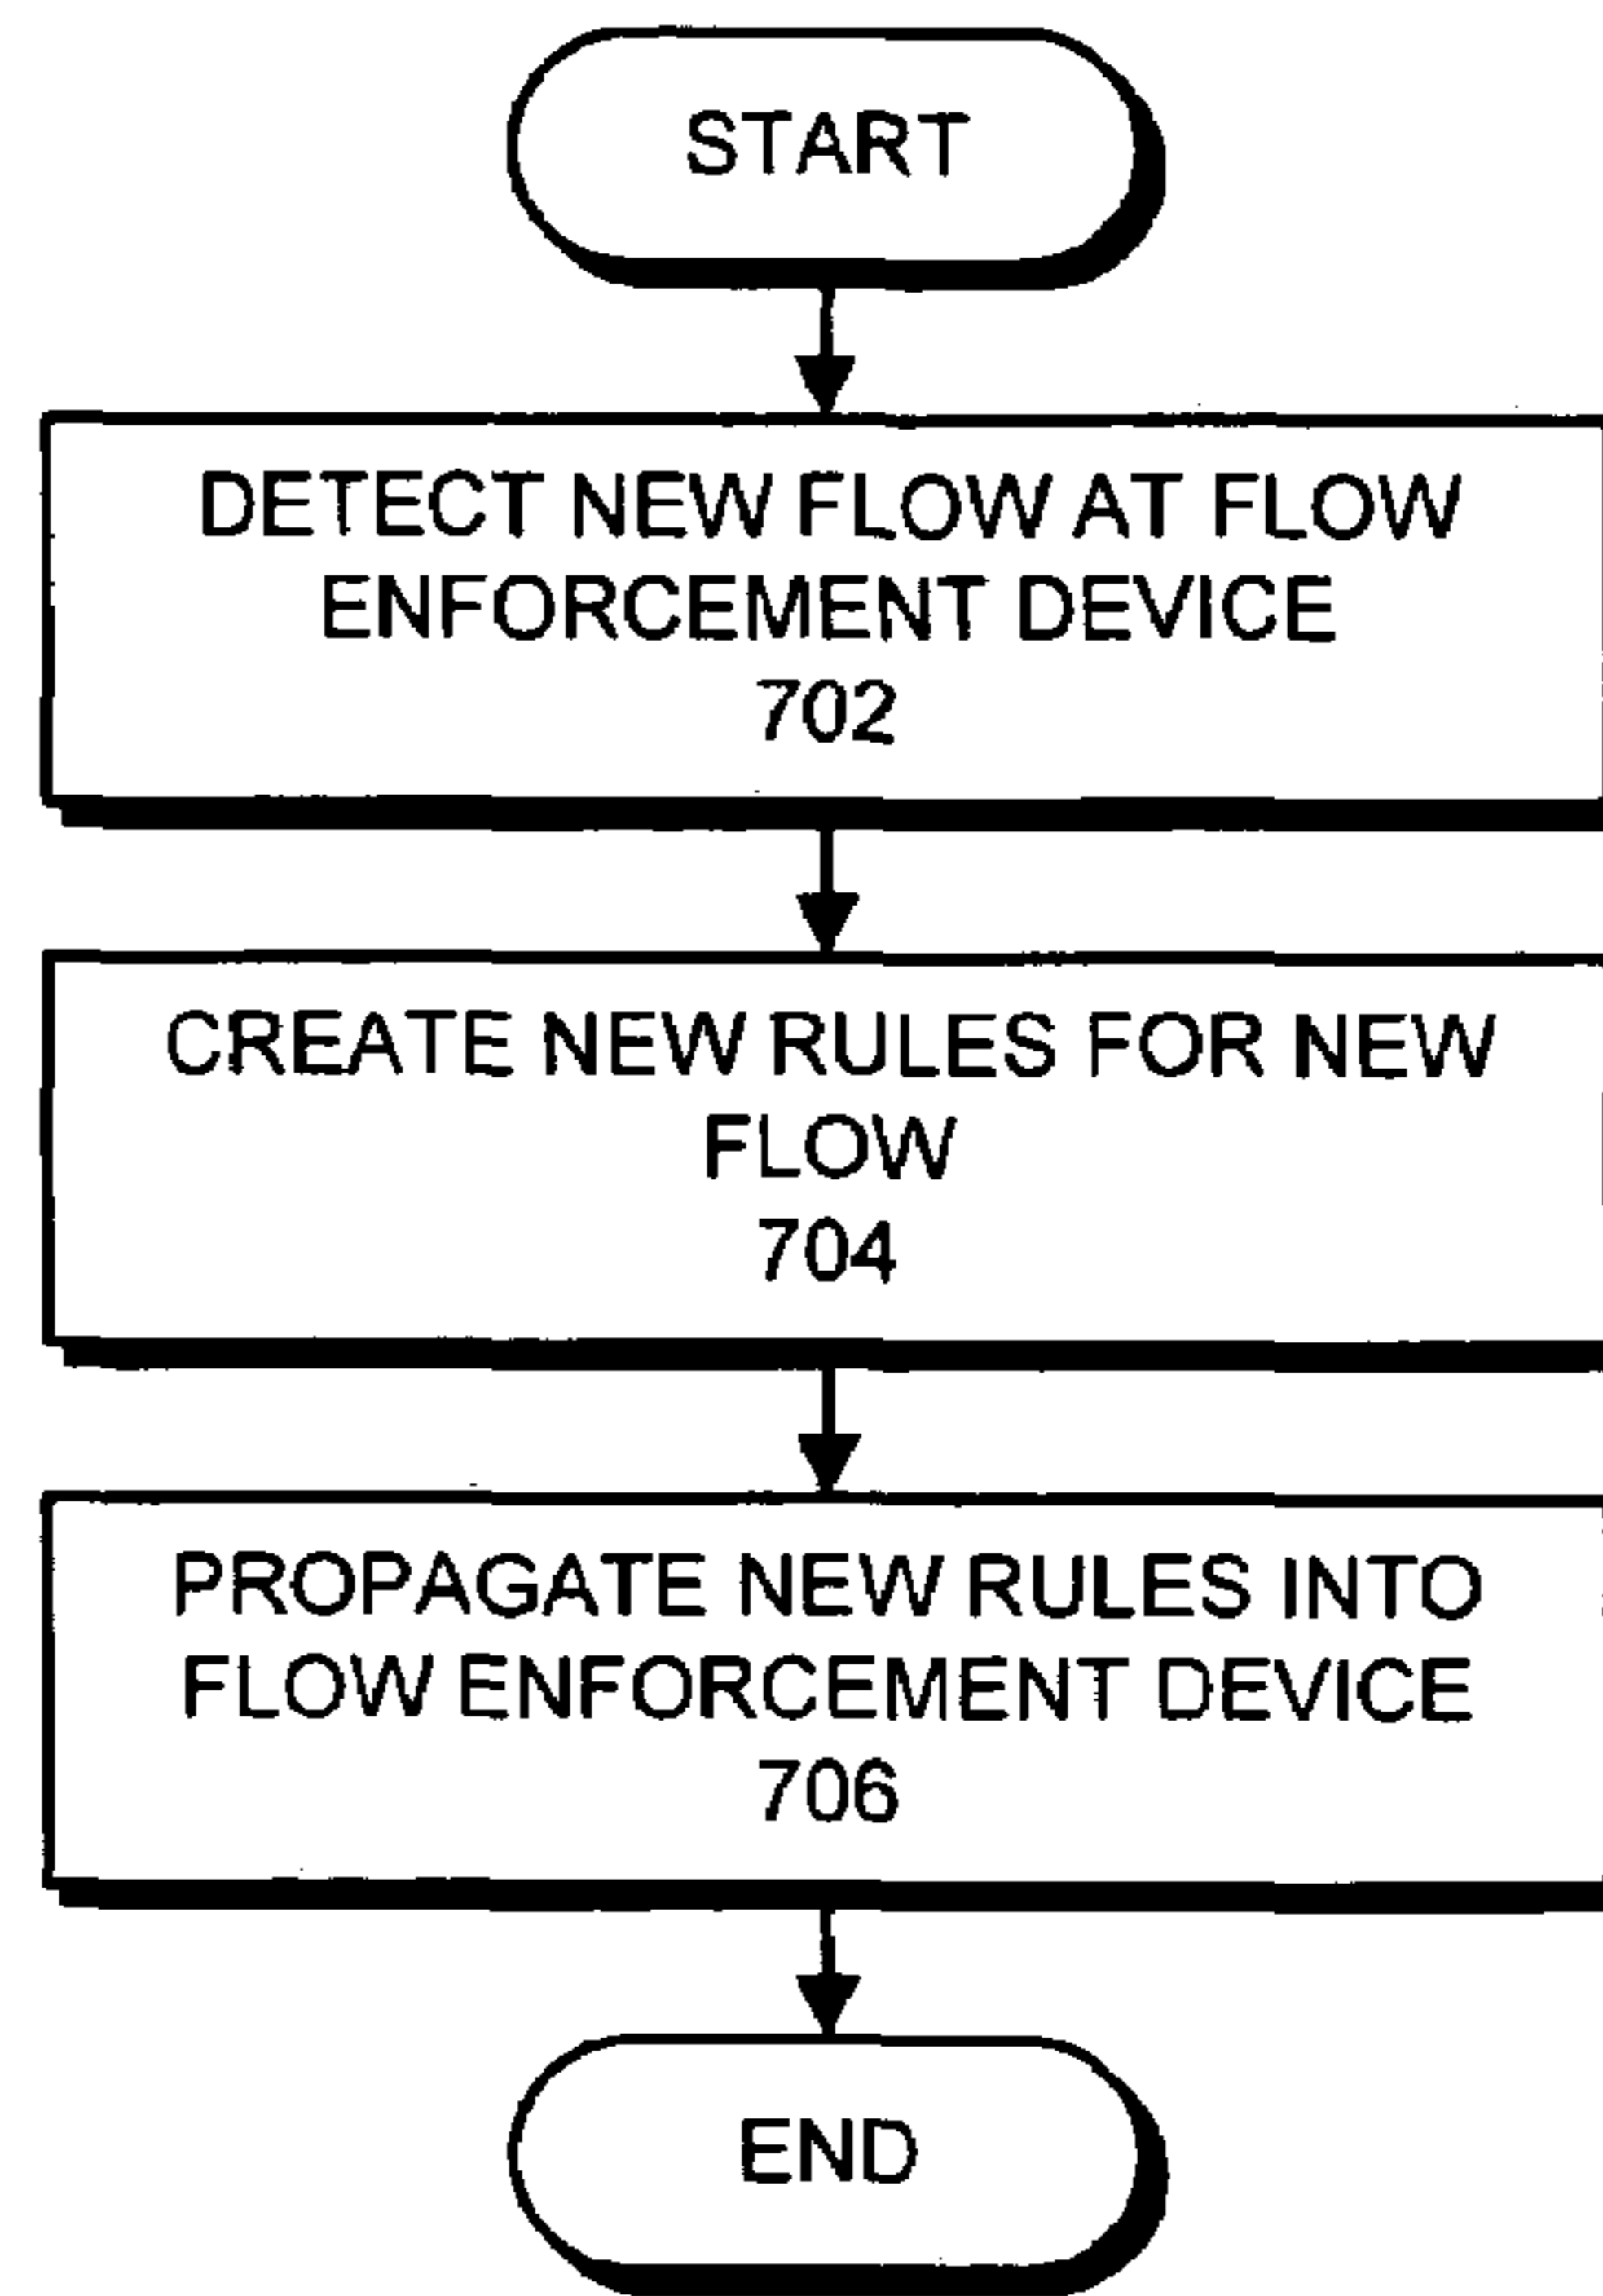 START
DETECT NEW FLOW AT FLOW
ENFORCEMENT DEVICE
702
CREATE NEW RULES FOR NEW
FLOW
704
PROPAGATE NEW RULES INTO
FLOW ENFORCEMENT DEVICE
706
END